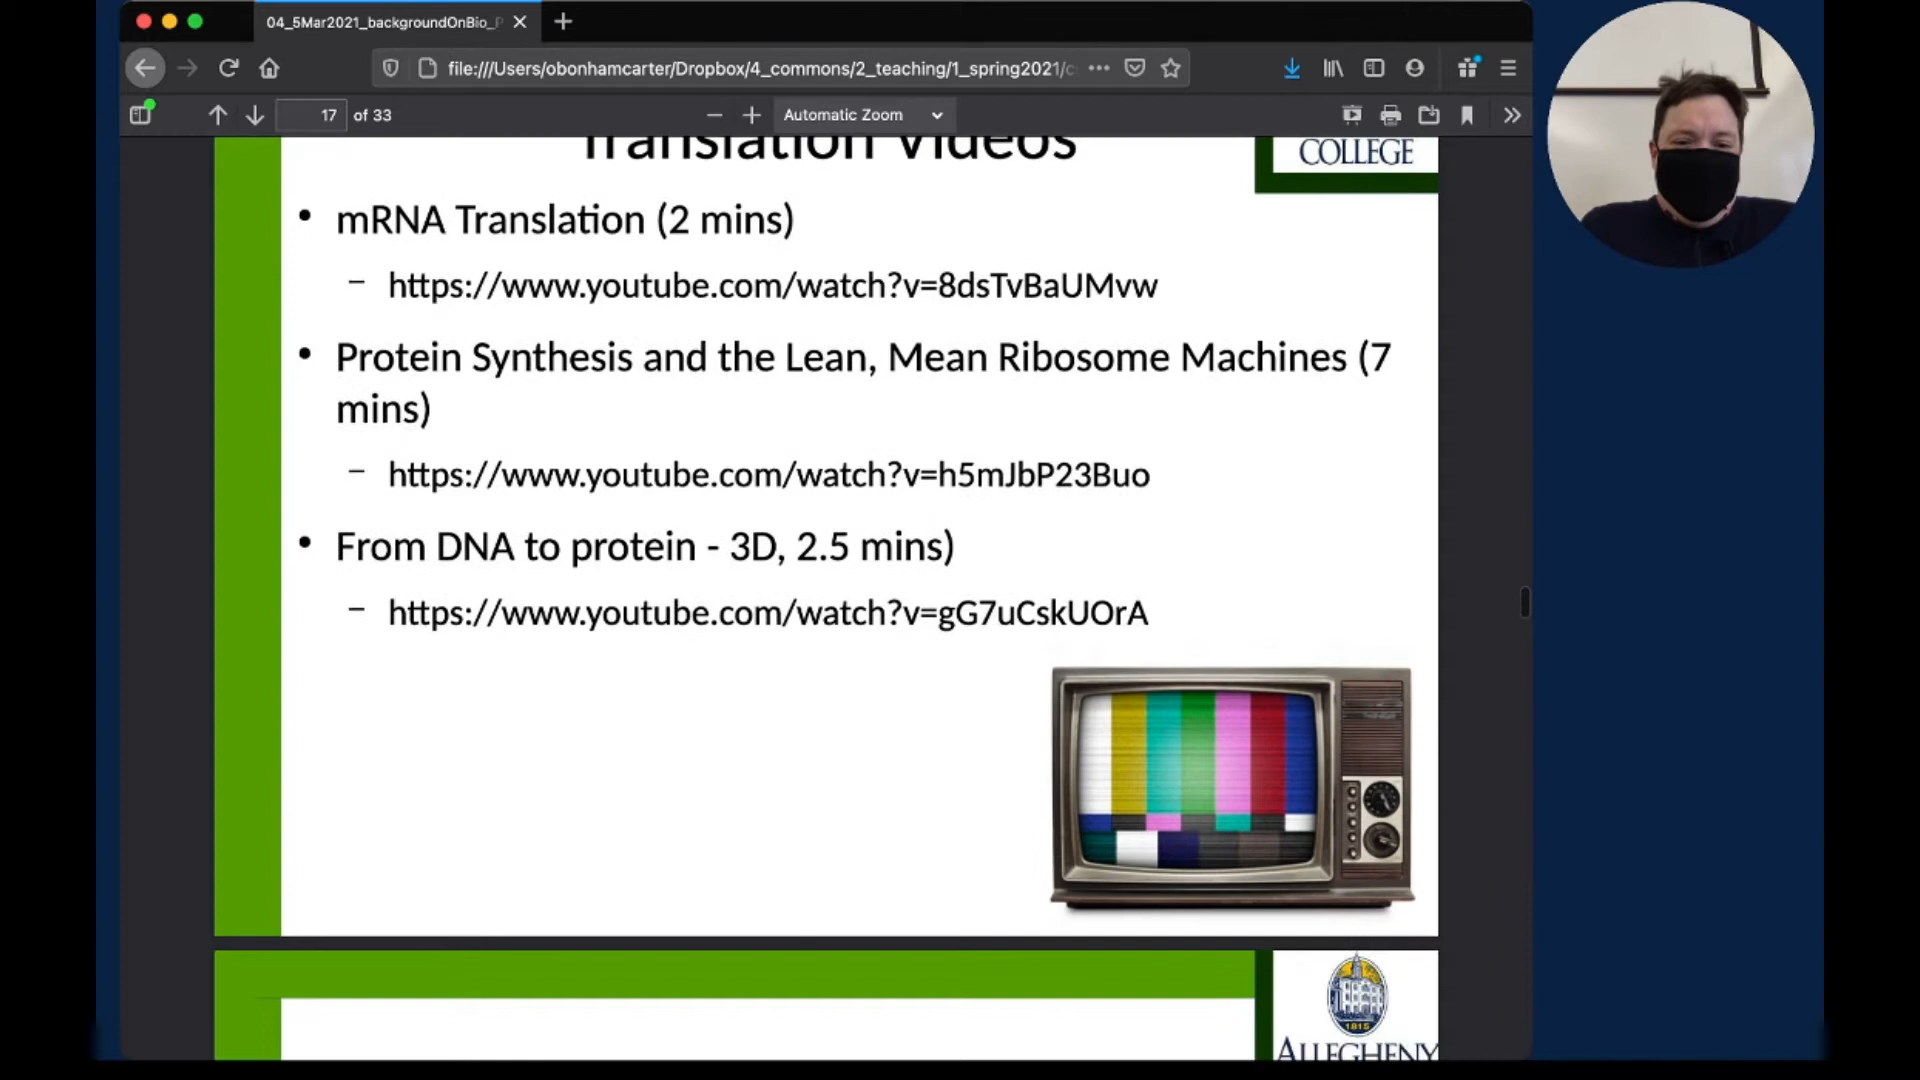 04_5Mar2021_backgroundOnBio_P
file:///Users/obonhamcarter/Dropbox/4_commons/2_teaching/1_spring2021/c
17 of 33
Automatic Zoom
Translation Videos
COLLEGE
• mRNA Translation (2 mins)
– https://www.youtube.com/watch?v=8dsTvBaUMvw
• Protein Synthesis and the Lean, Mean Ribosome Machines (7
mins)
– https://www.youtube.com/watch?v=h5mJbP23Buo
• From DNA to protein - 3D, 2.5 mins)
– https://www.youtube.com/watch?v=gG7uCskUOrA
1815
ALLEGHENY